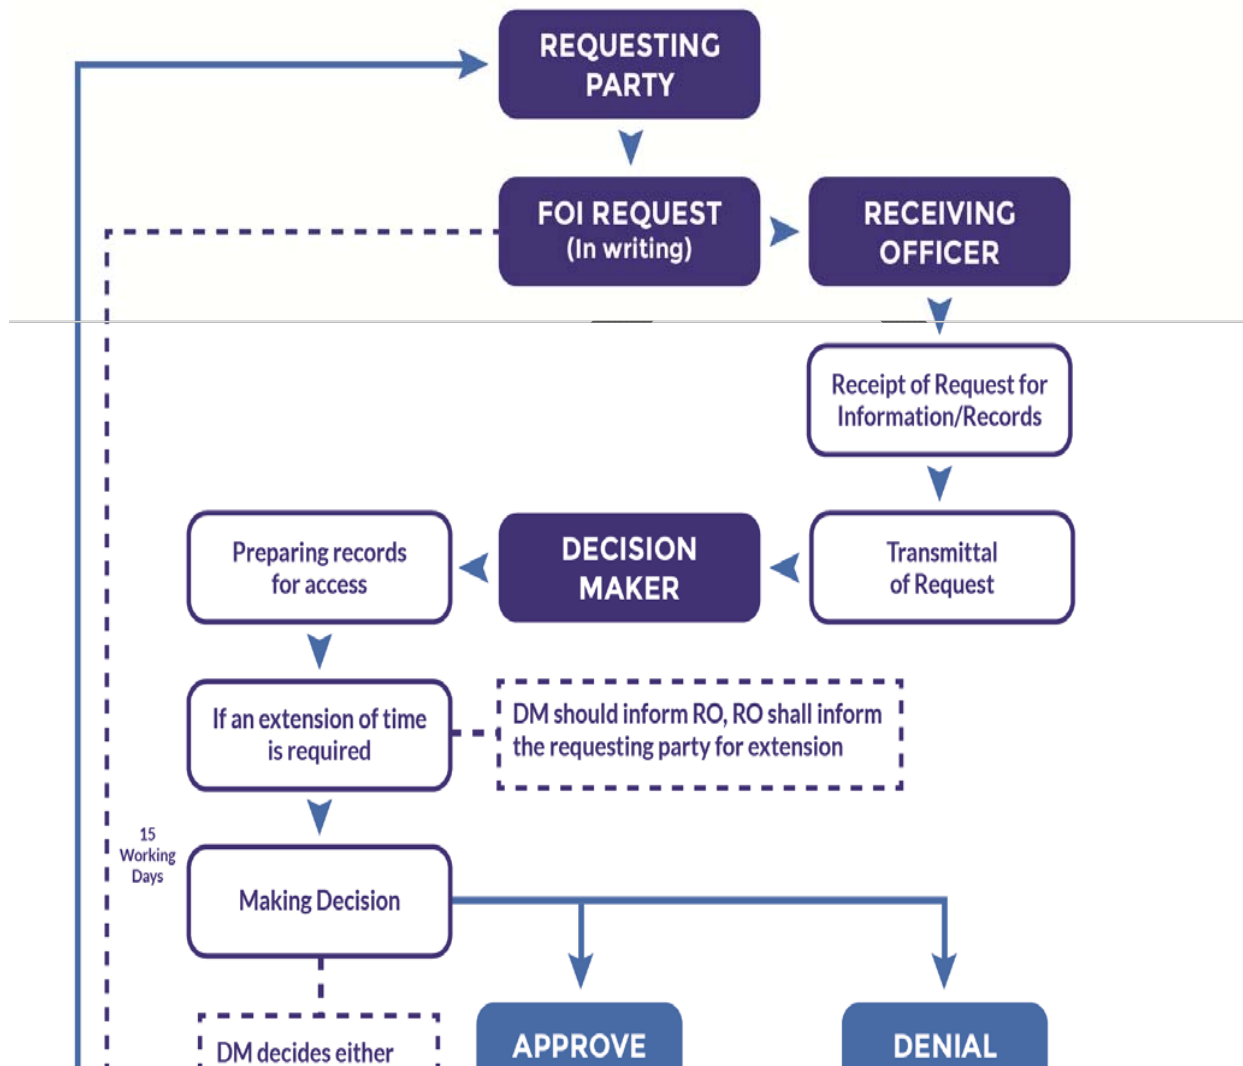 REQUESTING
PARTY
FOI REQUEST
(In writing)
RECEIVING
OFFICER
Receipt of Request for
Information/Records
Transmittal
of Request
DECISION
MAKER
Preparing records
for access
If an extension of time
is required
DM should inform RO, RO shall inform
the requesting party for extension
15
Working
Days
Making Decision
DM decides either
APPROVE
DENIAL